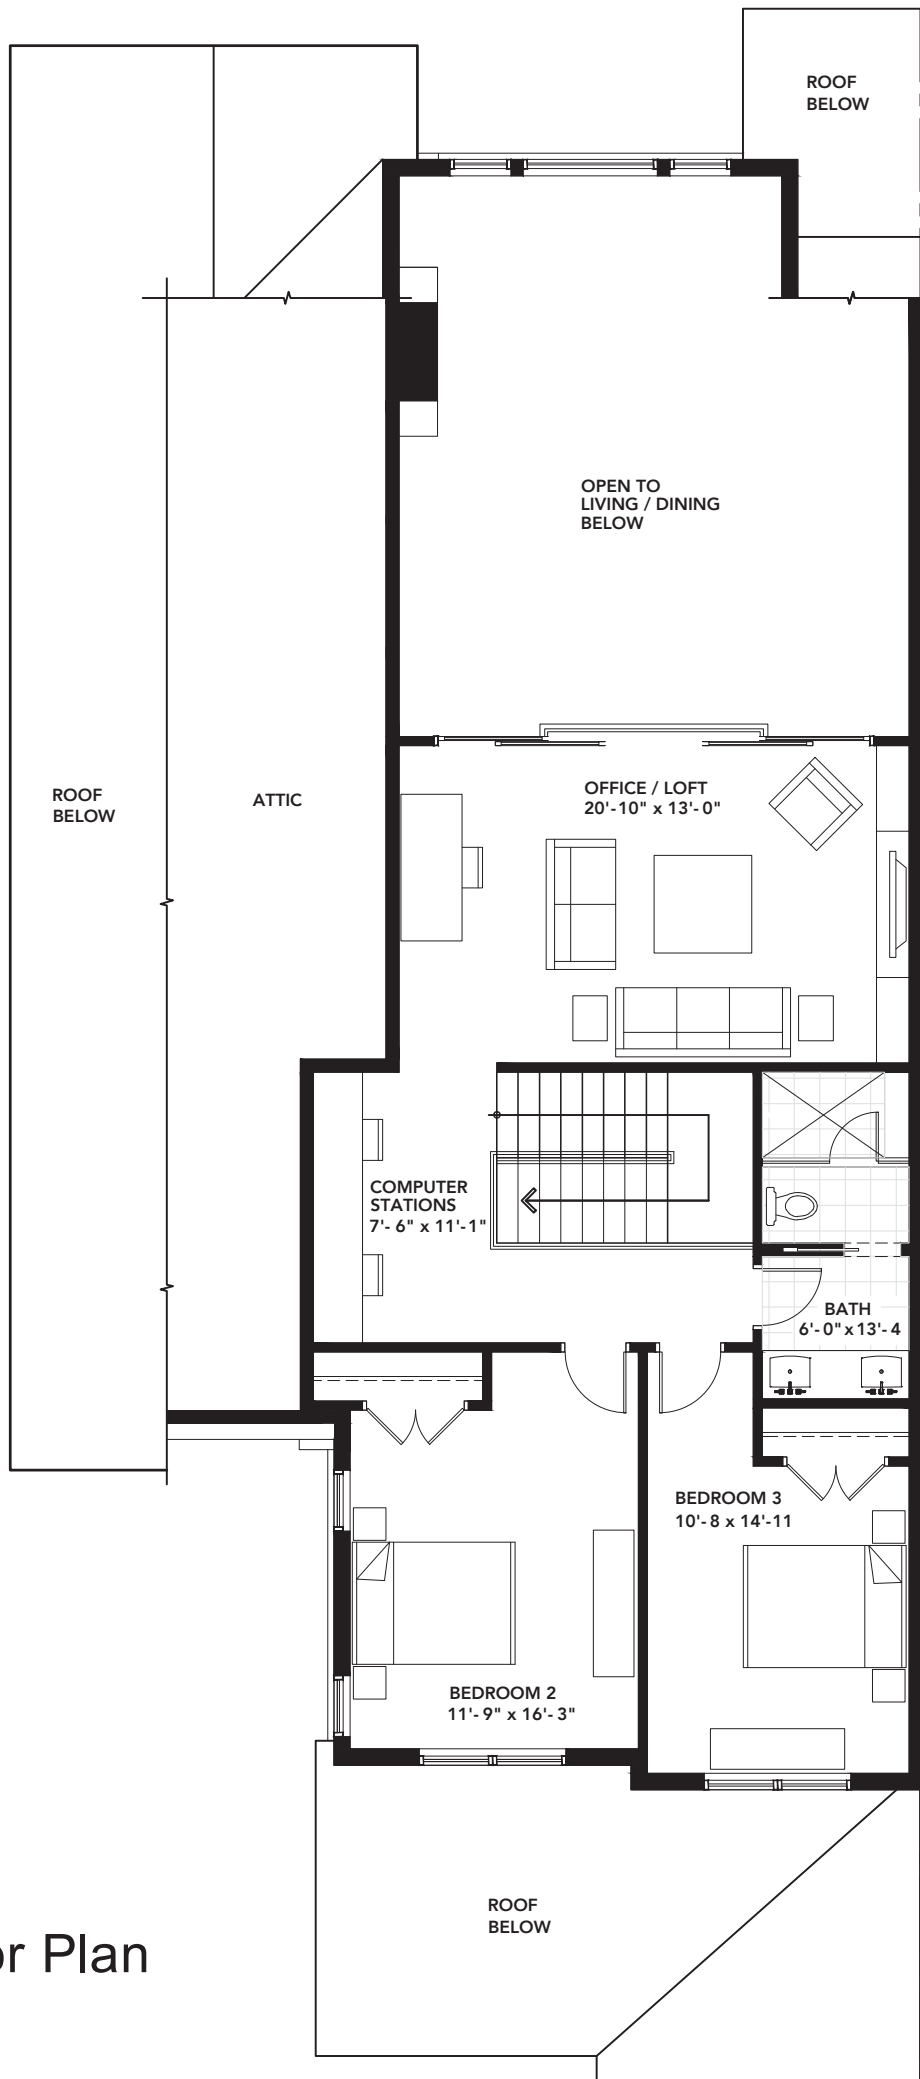 ROOF
BELOW
OPEN TO
LIVING / DINING
BELOW
ROOF
BELOW
ATTIC
OFFICE / LOFT
20'-10" x 13'-0"
COMPUTER
STATIONS
7'-6" x 11'-1"
BATH
6'-0" x 13'-4
BEDROOM 3
10'-8 x 14'-11
BEDROOM 2
11'-9" x 16'-3"
ROOF
BELOW
Plan